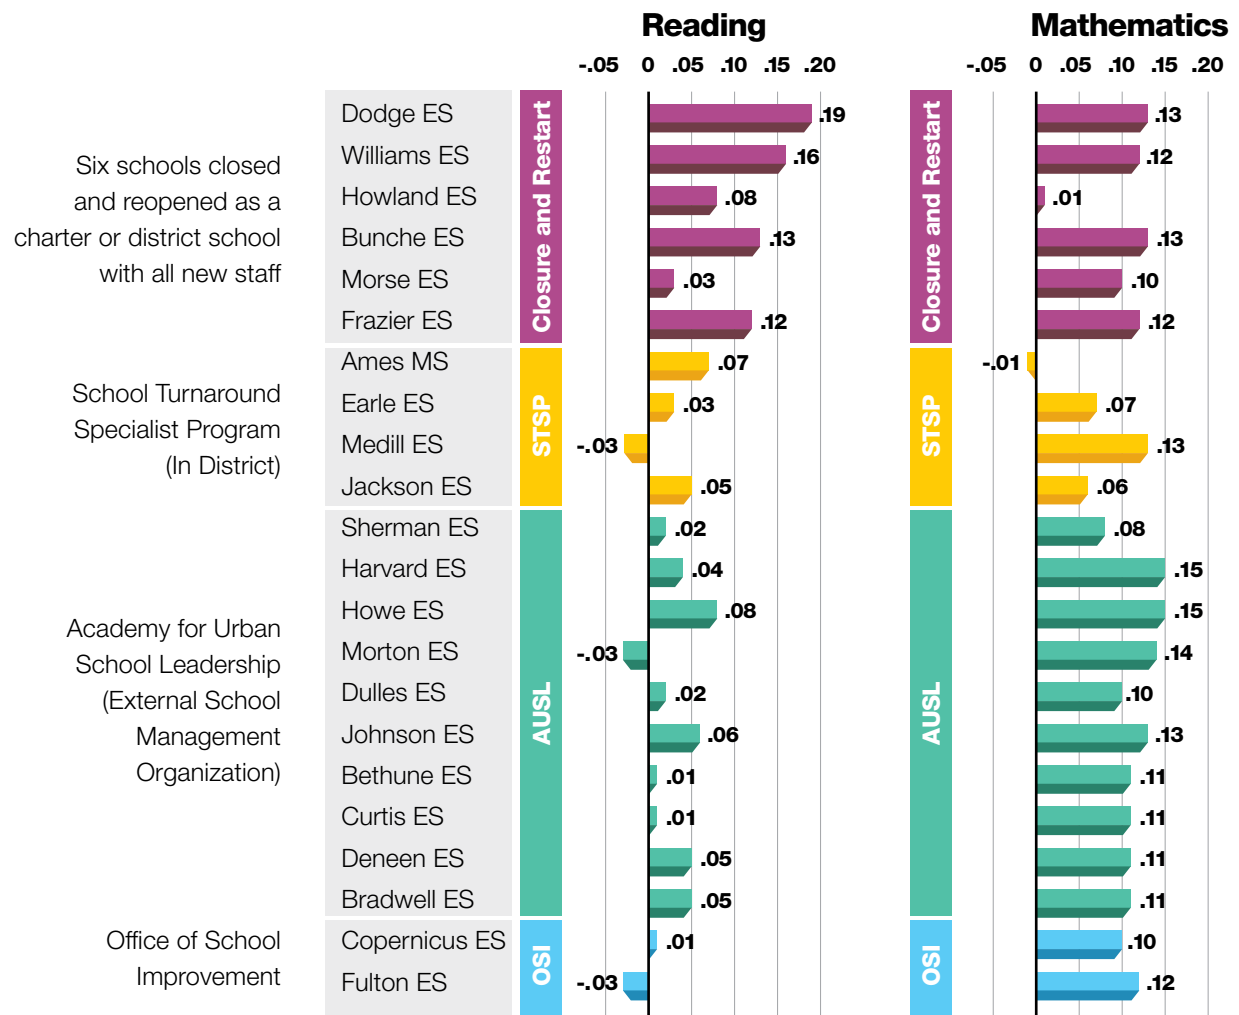 Reading
Mathematics
-.05 0 .05 .10 .15 .20
-.05 0 .05 .10 .15 .20
Six schools closed
and reopened as a
charter or district school
with all new staff
Closure and Restart
Closure and Restart
Dodge ES .19 .13
Williams ES .16 .12
Howland ES .08 .01
Bunche ES .13 .13
Morse ES .03 .10
Frazier ES .12 .12
School Turnaround
Specialist Program
(In District)
STSP
STSP
Ames MS .07 -.01
Earle ES .03 .07
Medill ES -.03 .13
Jackson ES .05 .06
Academy for Urban
School Leadership
(External School
Management
Organization)
AUSL
AUSL
Sherman ES .02 .08
Harvard ES .04 .15
Howe ES .08 .15
Morton ES -.03 .14
Dulles ES .02 .10
Johnson ES .06 .13
Bethune ES .01 .11
Curtis ES .01 .11
Deneen ES .05 .11
Bradwell ES .05 .11
Office of School
Improvement
OSI
OSI
Copernicus ES .01 .10
Fulton ES -.03 .12